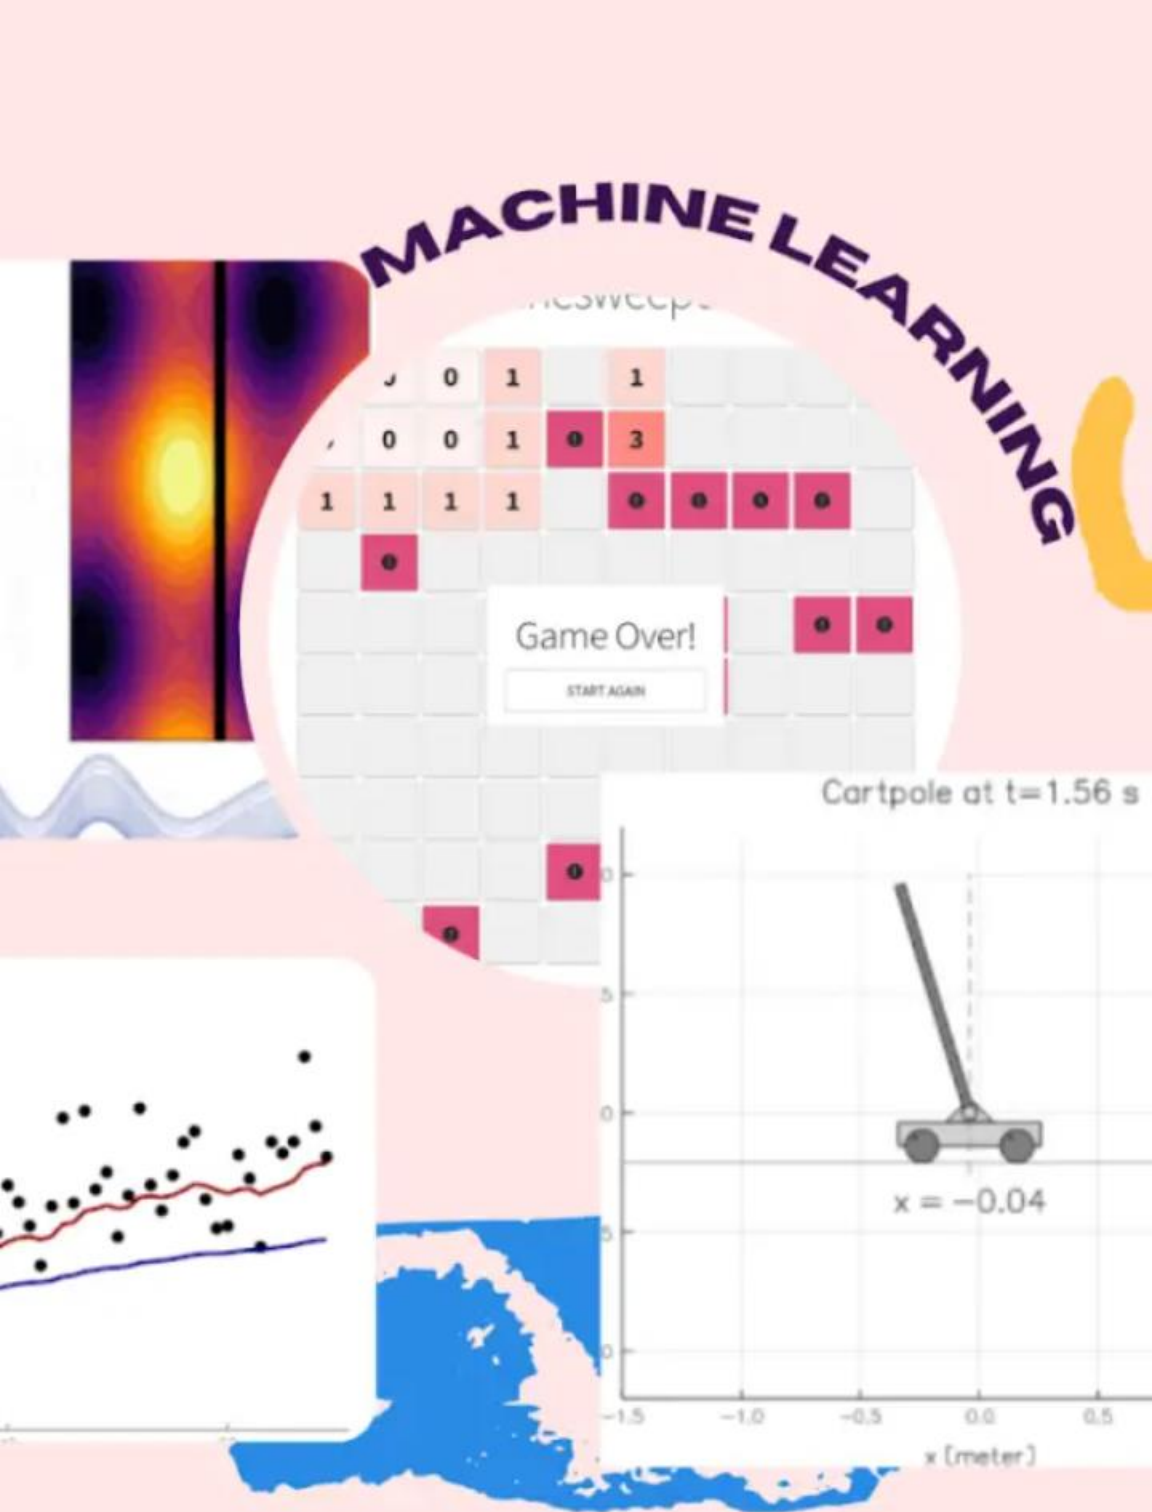 MACHINE LEARNING
0 1 1
0 0 1 3
1 1 1 1
Game Over!
START AGAIN
Cartpole at t=1.56 s
x = −0.04
−1.5 −1.0 −0.5 0.0 0.5
x [meter]